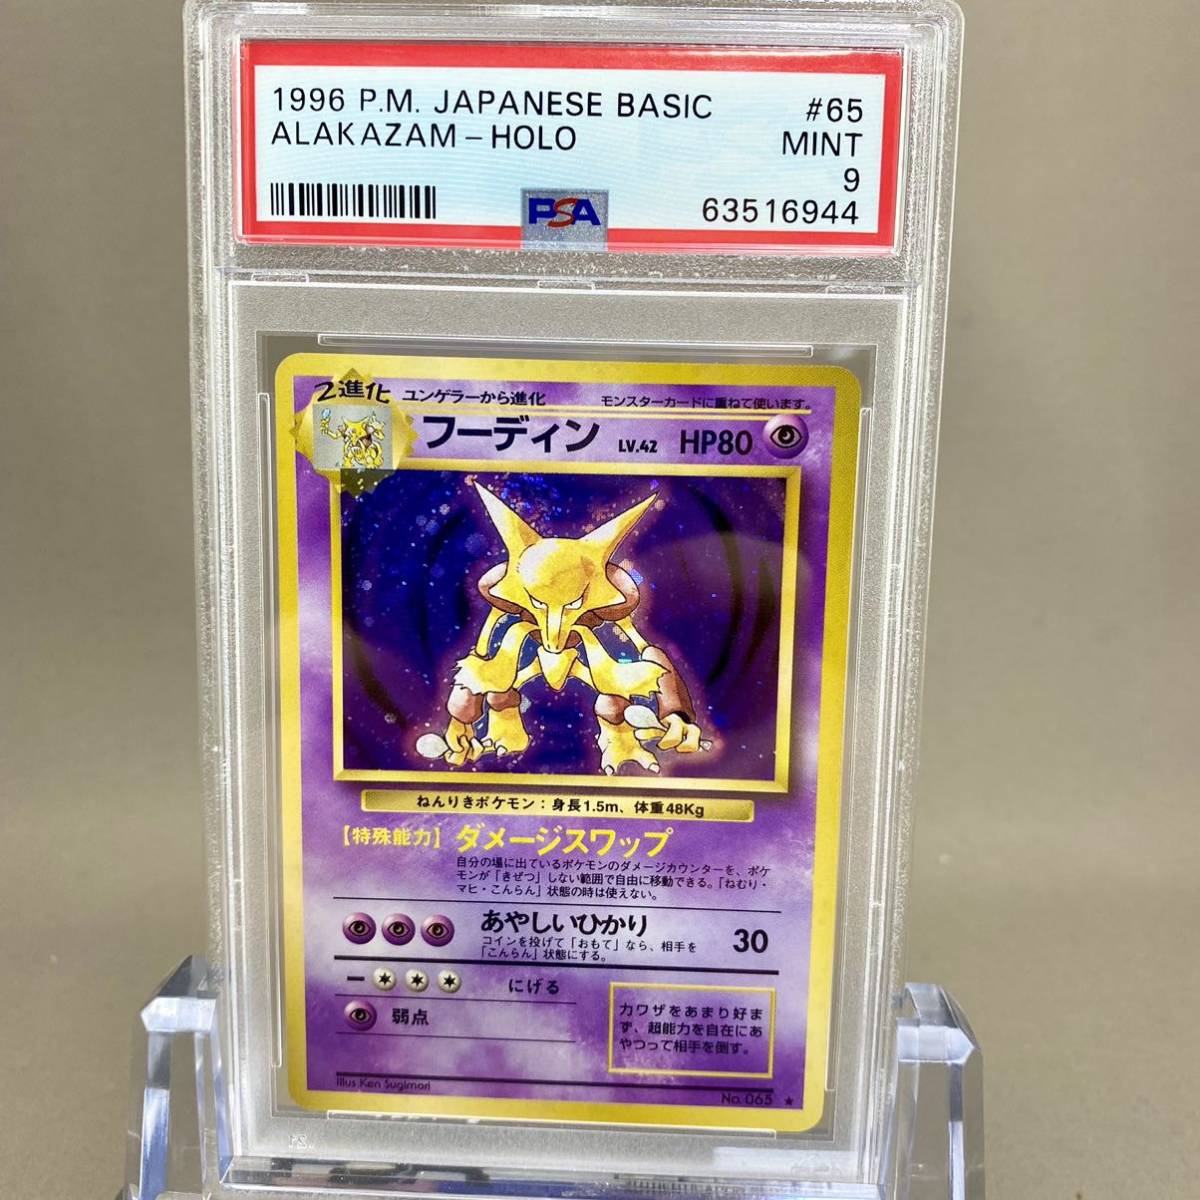 1996 P.M. JAPANESE BASIC #65
ALAKAZAM-HOLO MINT
9
PSA 63516944
2進化 ユンゲラーから進化 モンスターカードに重ねて使います。
フーディン LV.42 HP80
ねんりきポケモン：身長1.5m、体重48Kg
【特殊能力】ダメージスワップ
自分の場に出ているポケモンのダメージカウンターを、ポケ
モンが「きぜつ」しない範囲で自由に移動できる。「ねむり・
マヒ・こんらん」状態の時は使えない。
あやしいひかり 30
コインを投げて「おもて」なら、相手を
「こんらん」状態にする。
にげる
弱点
力ワザをあまり好ま
ず、超能力を自在にあ
やつって相手を倒す。
Illus.Ken Sugimori
No.065